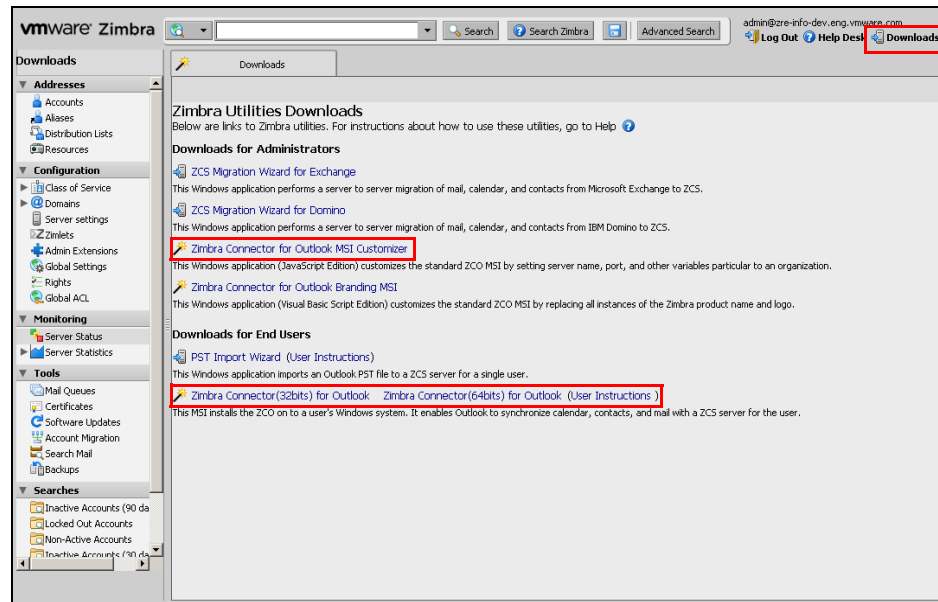 vmware Zimbra
Search
Search Zimbra
Advanced Search
admin@zre-info-dev.eng.vmware.com
Log Out Help Desk Downloads
Downloads
Downloads
Addresses
Accounts
Aliases
Distribution Lists
Resources
Configuration
Class of Service
Domains
Server settings
Zimlets
Admin Extensions
Global Settings
Rights
Global ACL
Monitoring
Server Status
Server Statistics
Tools
Mail Queues
Certificates
Software Updates
Account Migration
Search Mail
Backups
Searches
Inactive Accounts (90 da
Locked Out Accounts
Non-Active Accounts
Inactive Accounts (30 da
Zimbra Utilities Downloads
Below are links to Zimbra utilities. For instructions about how to use these utilities, go to Help
Downloads for Administrators
ZCS Migration Wizard for Exchange
This Windows application performs a server to server migration of mail, calendar, and contacts from Microsoft Exchange to ZCS.
ZCS Migration Wizard for Domino
This Windows application performs a server to server migration of mail, calendar, and contacts from IBM Domino to ZCS.
Zimbra Connector for Outlook MSI Customizer
This Windows application (JavaScript Edition) customizes the standard ZCO MSI by setting server name, port, and other variables particular to an organization.
Zimbra Connector for Outlook Branding MSI
This Windows application (Visual Basic Script Edition) customizes the standard ZCO MSI by replacing all instances of the Zimbra product name and logo.
Downloads for End Users
PST Import Wizard (User Instructions)
This Windows application imports an Outlook PST file to a ZCS server for a single user.
Zimbra Connector(32bits) for Outlook Zimbra Connector(64bits) for Outlook (User Instructions )
This MSI installs the ZCO on to a user's Windows system. It enables Outlook to synchronize calendar, contacts, and mail with a ZCS server for the user.